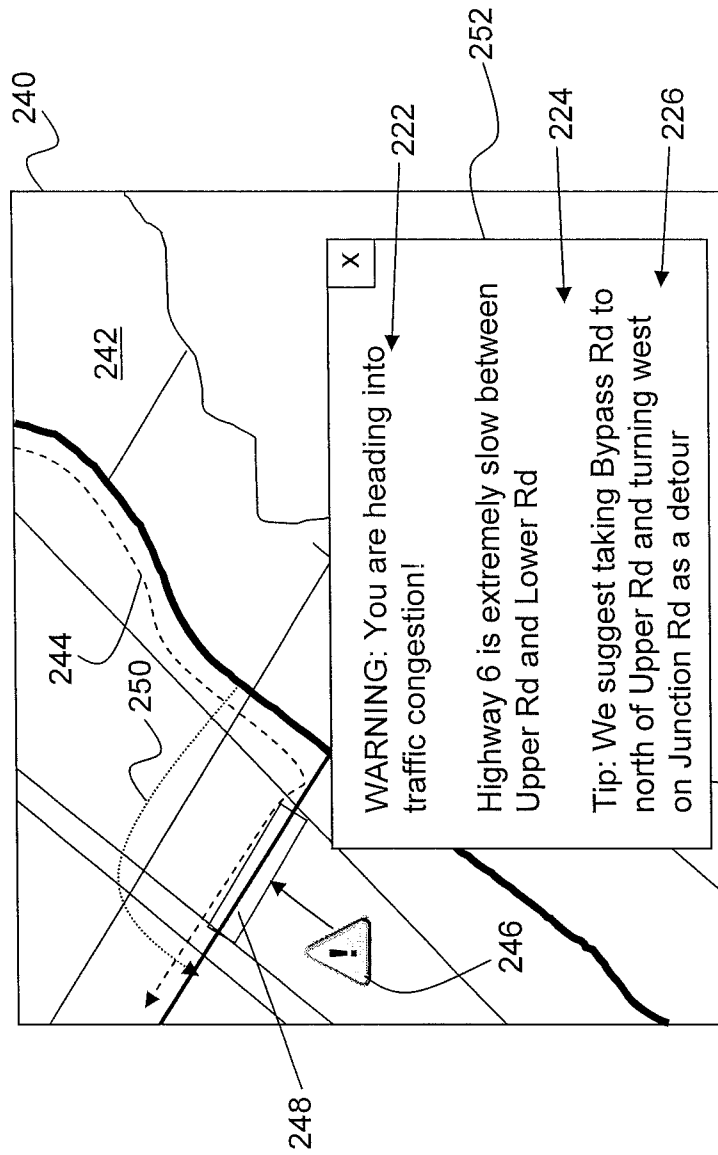 240
242
244
250
222
252
X
WARNING: You are heading into
traffic congestion!
Highway 6 is extremely slow between
Upper Rd and Lower Rd
224
Tip: We suggest taking Bypass Rd to
north of Upper Rd and turning west
on Junction Rd as a detour
226
!
246
248